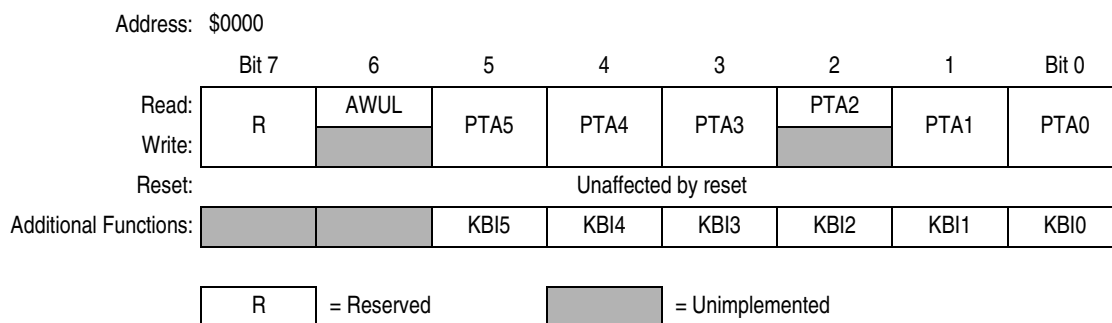 Address: $0000
Bit 7 6 5 4 3 2 1 Bit 0
Read: R AWUL PTA5 PTA4 PTA3 PTA2 PTA1 PTA0
Write:
Reset: Unaffected by reset
Additional Functions: KBI5 KBI4 KBI3 KBI2 KBI1 KBI0
R = Reserved = Unimplemented